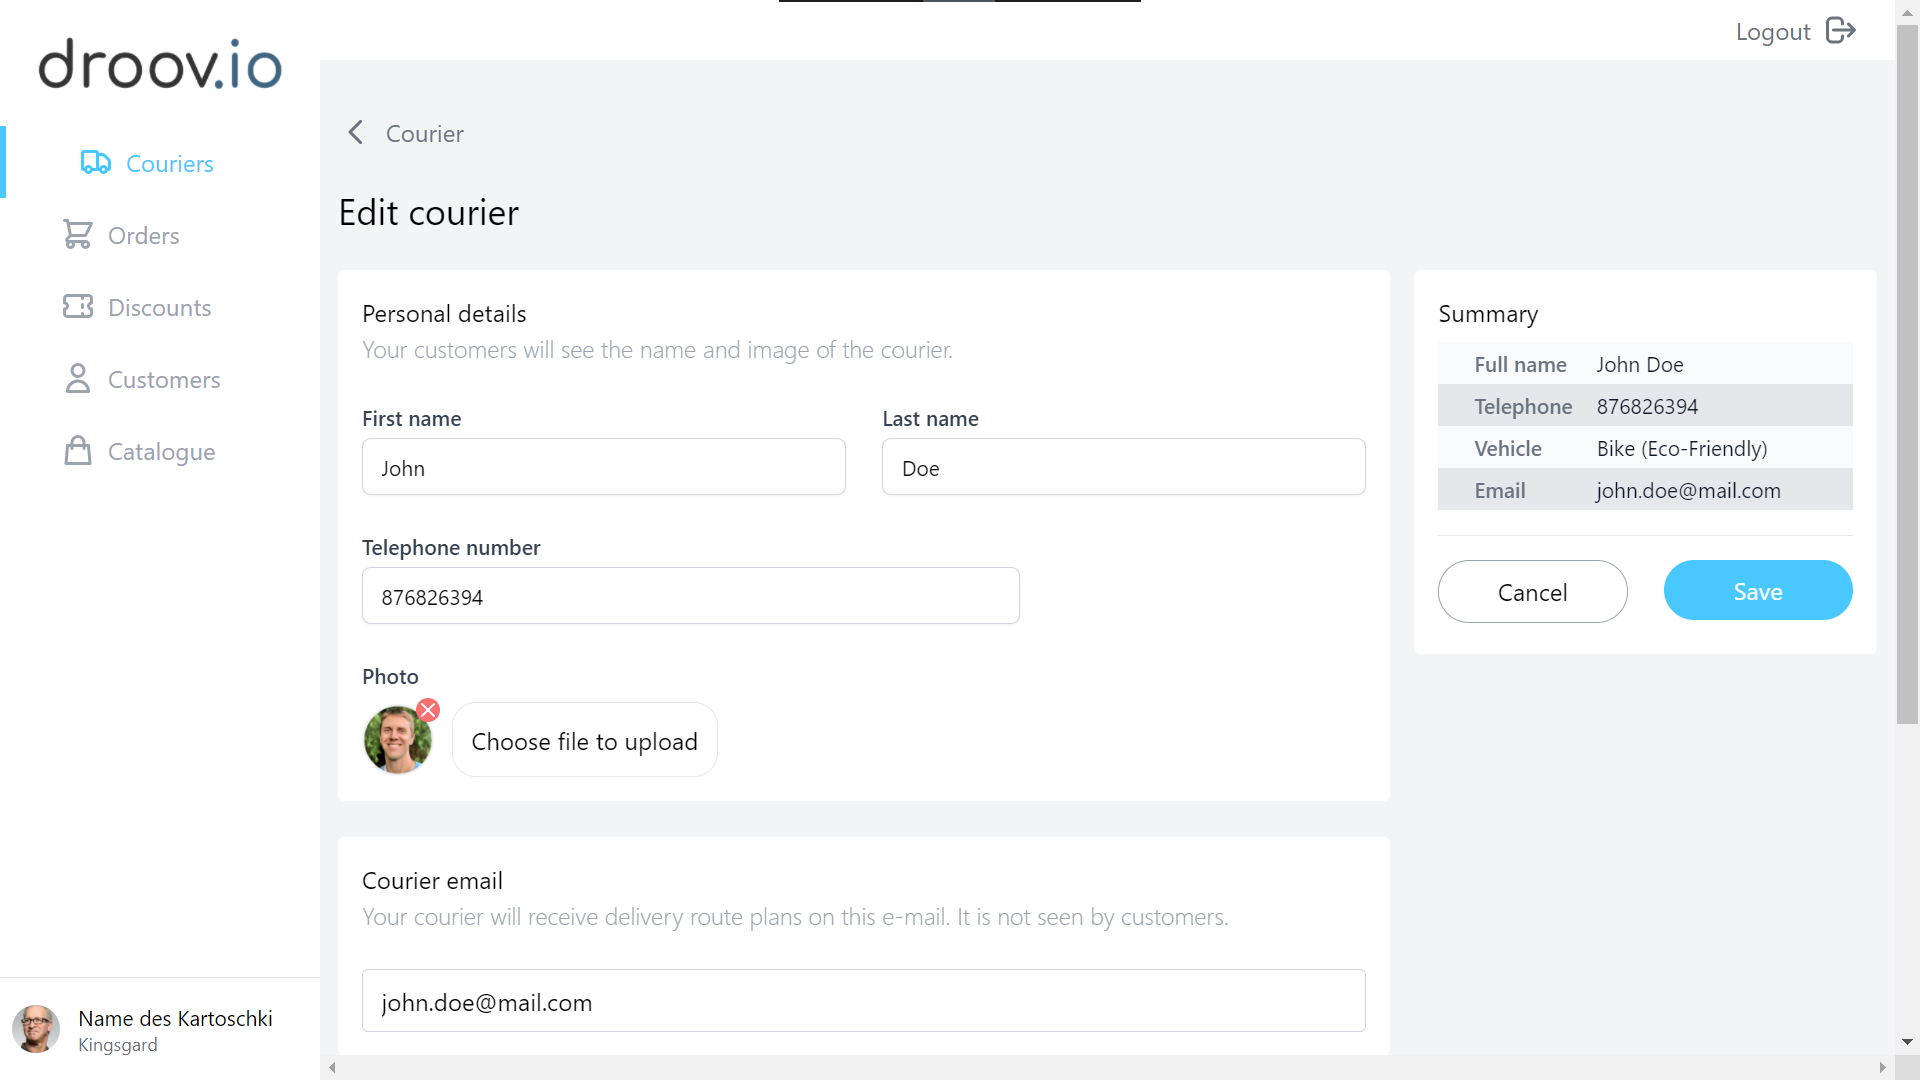 droov.io
Logout
Couriers
Orders
Discounts
Customers
Catalogue
Name des Kartoschki
Kingsgard
Courier
Edit courier
Personal details
Your customers will see the name and image of the courier.
First name
Last name
John
Doe
Telephone number
876826394
Photo
Choose file to upload
Courier email
Your courier will receive delivery route plans on this e-mail. It is not seen by customers.
john.doe@mail.com
Summary
Full name John Doe
Telephone 876826394
Vehicle Bike (Eco-Friendly)
Email john.doe@mail.com
Cancel
Save